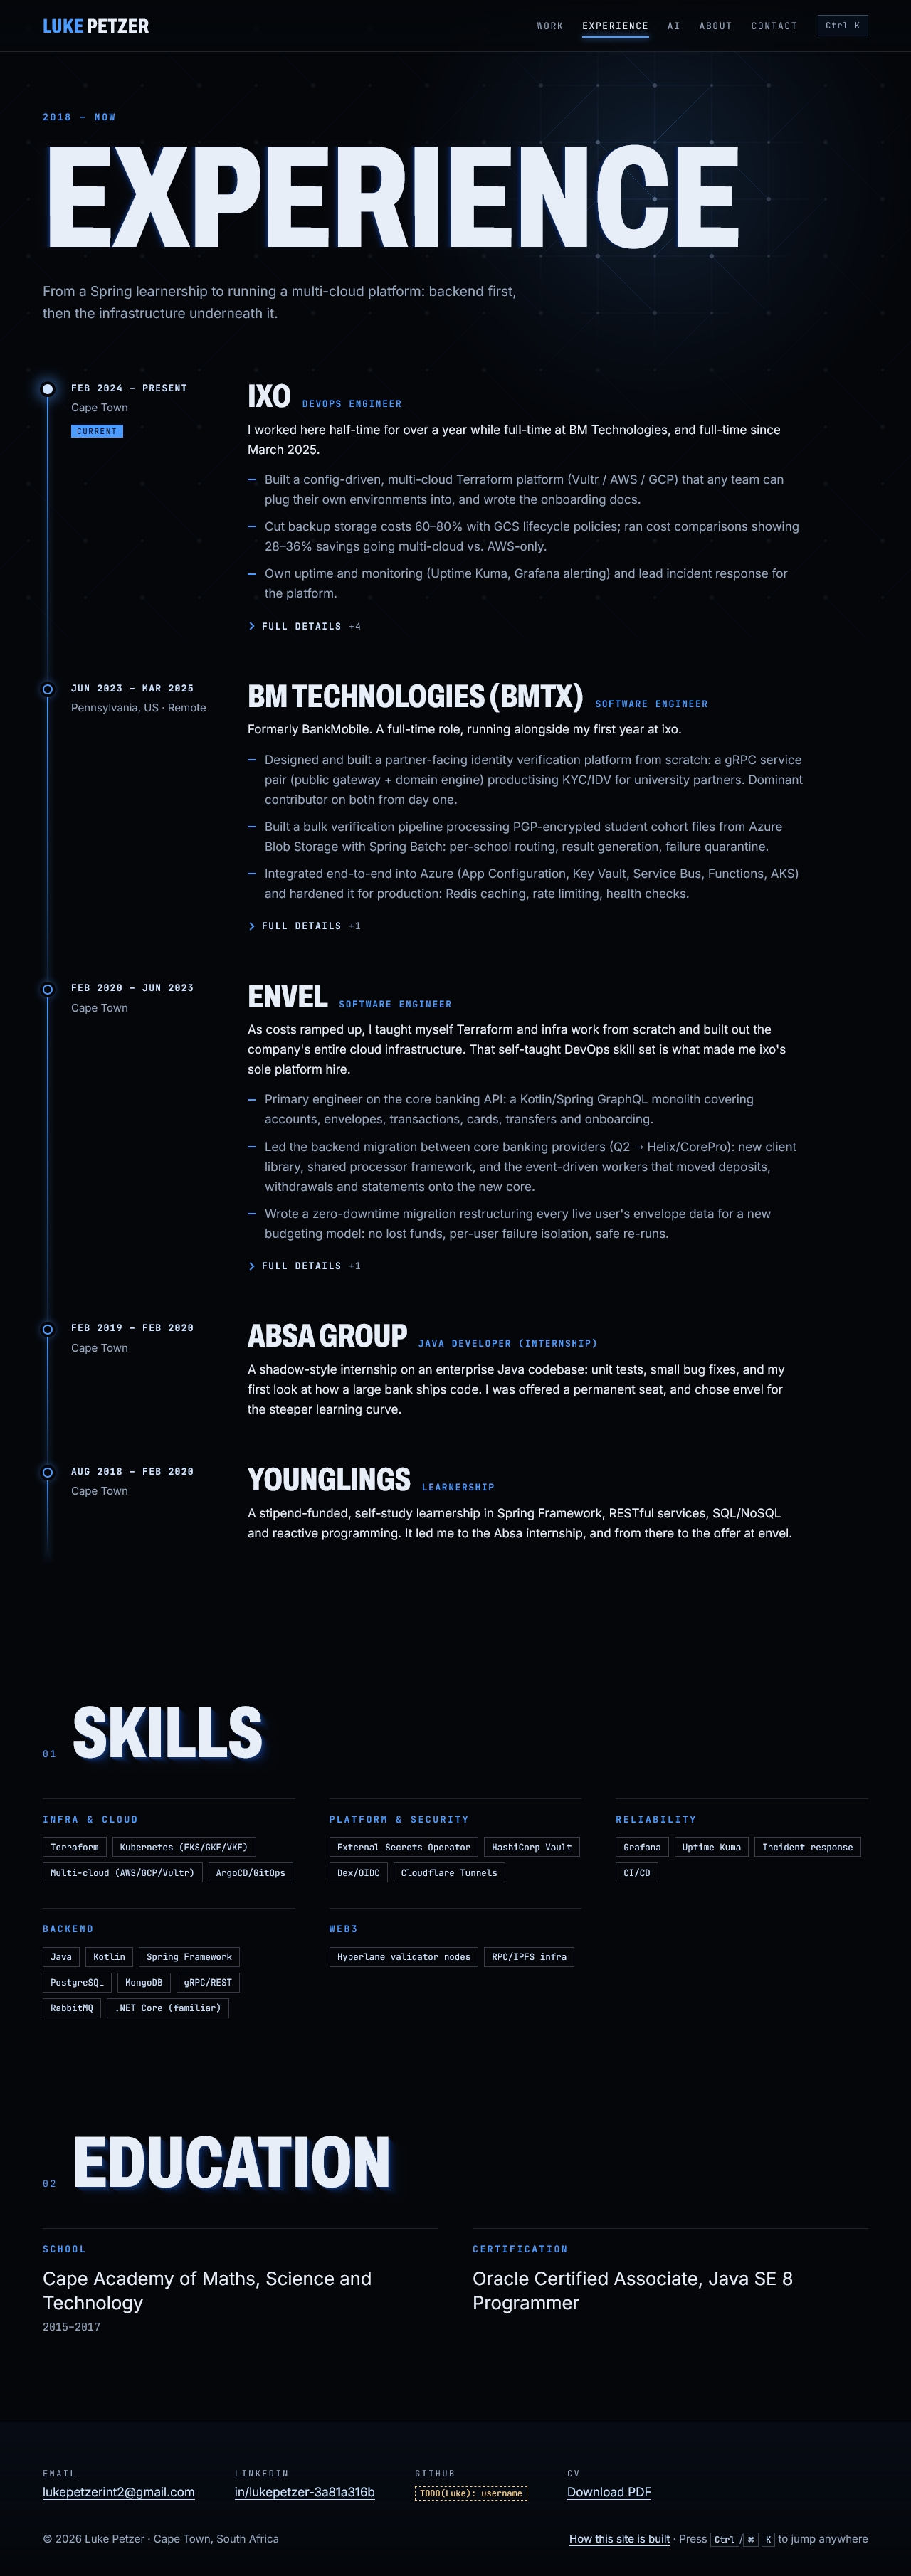 LUKE PETZER
WORK EXPERIENCE AI ABOUT CONTACT Ctrl K
2018 – NOW
EXPERIENCE
From a Spring learnership to running a multi-cloud platform: backend first,
then the infrastructure underneath it.
FEB 2024 – PRESENT
Cape Town
CURRENT
IXO DEVOPS ENGINEER
I worked here half-time for over a year while full-time at BM Technologies, and full-time since
March 2025.
Built a config-driven, multi-cloud Terraform platform (Vultr / AWS / GCP) that any team can
plug their own environments into, and wrote the onboarding docs.
Cut backup storage costs 60–80% with GCS lifecycle policies; ran cost comparisons showing
28–36% savings going multi-cloud vs. AWS-only.
Own uptime and monitoring (Uptime Kuma, Grafana alerting) and lead incident response for
the platform.
FULL DETAILS +4
JUN 2023 – MAR 2025
Pennsylvania, US · Remote
BM TECHNOLOGIES (BMTX) SOFTWARE ENGINEER
Formerly BankMobile. A full-time role, running alongside my first year at ixo.
Designed and built a partner-facing identity verification platform from scratch: a gRPC service
pair (public gateway + domain engine) productising KYC/IDV for university partners. Dominant
contributor on both from day one.
Built a bulk verification pipeline processing PGP-encrypted student cohort files from Azure
Blob Storage with Spring Batch: per-school routing, result generation, failure quarantine.
Integrated end-to-end into Azure (App Configuration, Key Vault, Service Bus, Functions, AKS)
and hardened it for production: Redis caching, rate limiting, health checks.
FULL DETAILS +1
FEB 2020 – JUN 2023
Cape Town
ENVEL SOFTWARE ENGINEER
As costs ramped up, I taught myself Terraform and infra work from scratch and built out the
company's entire cloud infrastructure. That self-taught DevOps skill set is what made me ixo's
sole platform hire.
Primary engineer on the core banking API: a Kotlin/Spring GraphQL monolith covering
accounts, envelopes, transactions, cards, transfers and onboarding.
Led the backend migration between core banking providers (Q2 → Helix/CorePro): new client
library, shared processor framework, and the event-driven workers that moved deposits,
withdrawals and statements onto the new core.
Wrote a zero-downtime migration restructuring every live user's envelope data for a new
budgeting model: no lost funds, per-user failure isolation, safe re-runs.
FULL DETAILS +1
FEB 2019 – FEB 2020
Cape Town
ABSA GROUP JAVA DEVELOPER (INTERNSHIP)
A shadow-style internship on an enterprise Java codebase: unit tests, small bug fixes, and my
first look at how a large bank ships code. I was offered a permanent seat, and chose envel for
the steeper learning curve.
AUG 2018 – FEB 2020
Cape Town
YOUNGLINGS LEARNERSHIP
A stipend-funded, self-study learnership in Spring Framework, RESTful services, SQL/NoSQL
and reactive programming. It led me to the Absa internship, and from there to the offer at envel.
01 SKILLS
INFRA & CLOUD
Terraform Kubernetes (EKS/GKE/VKE)
Multi-cloud (AWS/GCP/Vultr) ArgoCD/GitOps
PLATFORM & SECURITY
External Secrets Operator HashiCorp Vault
Dex/OIDC Cloudflare Tunnels
RELIABILITY
Grafana Uptime Kuma Incident response
CI/CD
BACKEND
Java Kotlin Spring Framework
PostgreSQL MongoDB gRPC/REST
RabbitMQ .NET Core (familiar)
WEB3
Hyperlane validator nodes RPC/IPFS infra
02 EDUCATION
SCHOOL
Cape Academy of Maths, Science and
Technology
2015–2017
CERTIFICATION
Oracle Certified Associate, Java SE 8
Programmer
EMAIL
lukepetzerint2@gmail.com
LINKEDIN
in/lukepetzer-3a81a316b
GITHUB
TODO(Luke): username
CV
Download PDF
© 2026 Luke Petzer · Cape Town, South Africa
How this site is built · Press Ctrl/⌘ K to jump anywhere